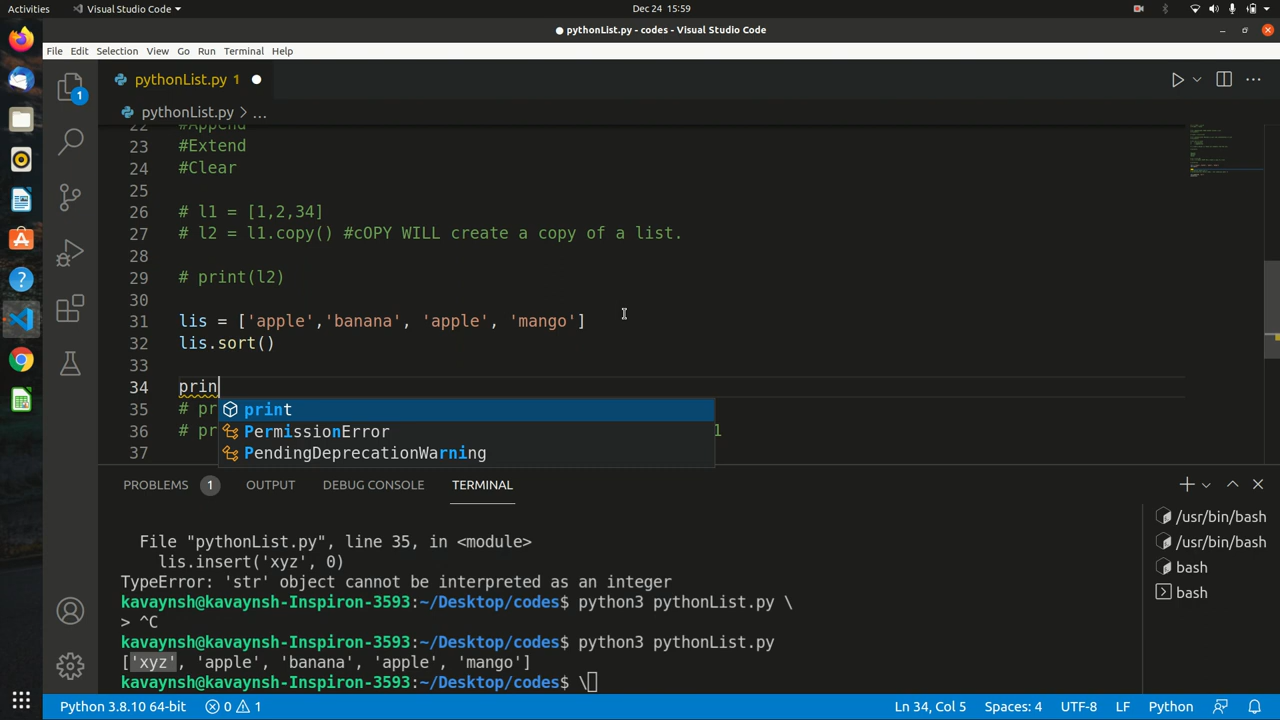 Activities
Visual Studio Code
Dec 24 15:59
pythonList.py - codes - Visual Studio Code
File Edit Selection View Go Run Terminal Help
pythonList.py 1
pythonList.py > ...
22 #Append
23 #Extend
24 #Clear
25
26 # l1 = [1,2,34]
27 # l2 = l1.copy() #cOPY WILL create a copy of a list.
28
29 # print(l2)
30
31 lis = ['apple','banana', 'apple', 'mango']
32 lis.sort()
33
34 prin
35 # pr
print
36 # pr
PermissionError
1
37
PendingDeprecationWarning
PROBLEMS 1 OUTPUT DEBUG CONSOLE TERMINAL
File "pythonList.py", line 35, in <module>
lis.insert('xyz', 0)
TypeError: 'str' object cannot be interpreted as an integer
kavaynsh@kavaynsh-Inspiron-3593:~/Desktop/codes$ python3 pythonList.py \
> ^C
kavaynsh@kavaynsh-Inspiron-3593:~/Desktop/codes$ python3 pythonList.py
['xyz', 'apple', 'banana', 'apple', 'mango']
kavaynsh@kavaynsh-Inspiron-3593:~/Desktop/codes$ \
/usr/bin/bash
/usr/bin/bash
bash
bash
1
Python 3.8.10 64-bit 0 1 Ln 34, Col 5 Spaces: 4 UTF-8 LF Python